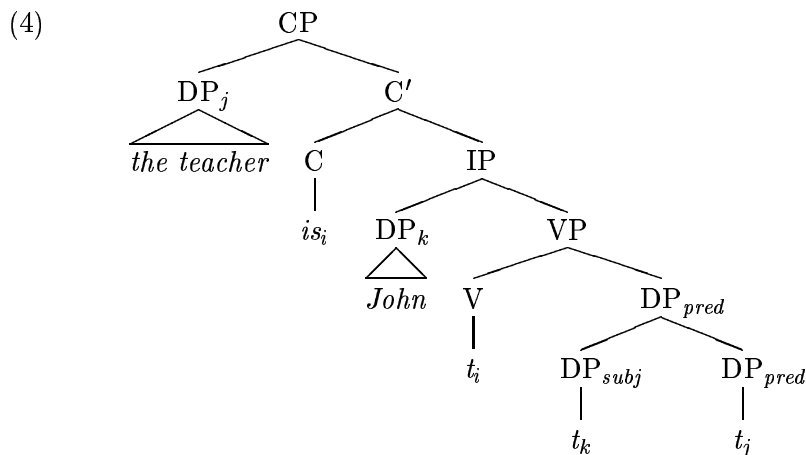 (4)
CP
DP_j C′
the teacher C IP
is_i DP_k VP
John V DP_pred
t_i DP_subj DP_pred
t_k t_j